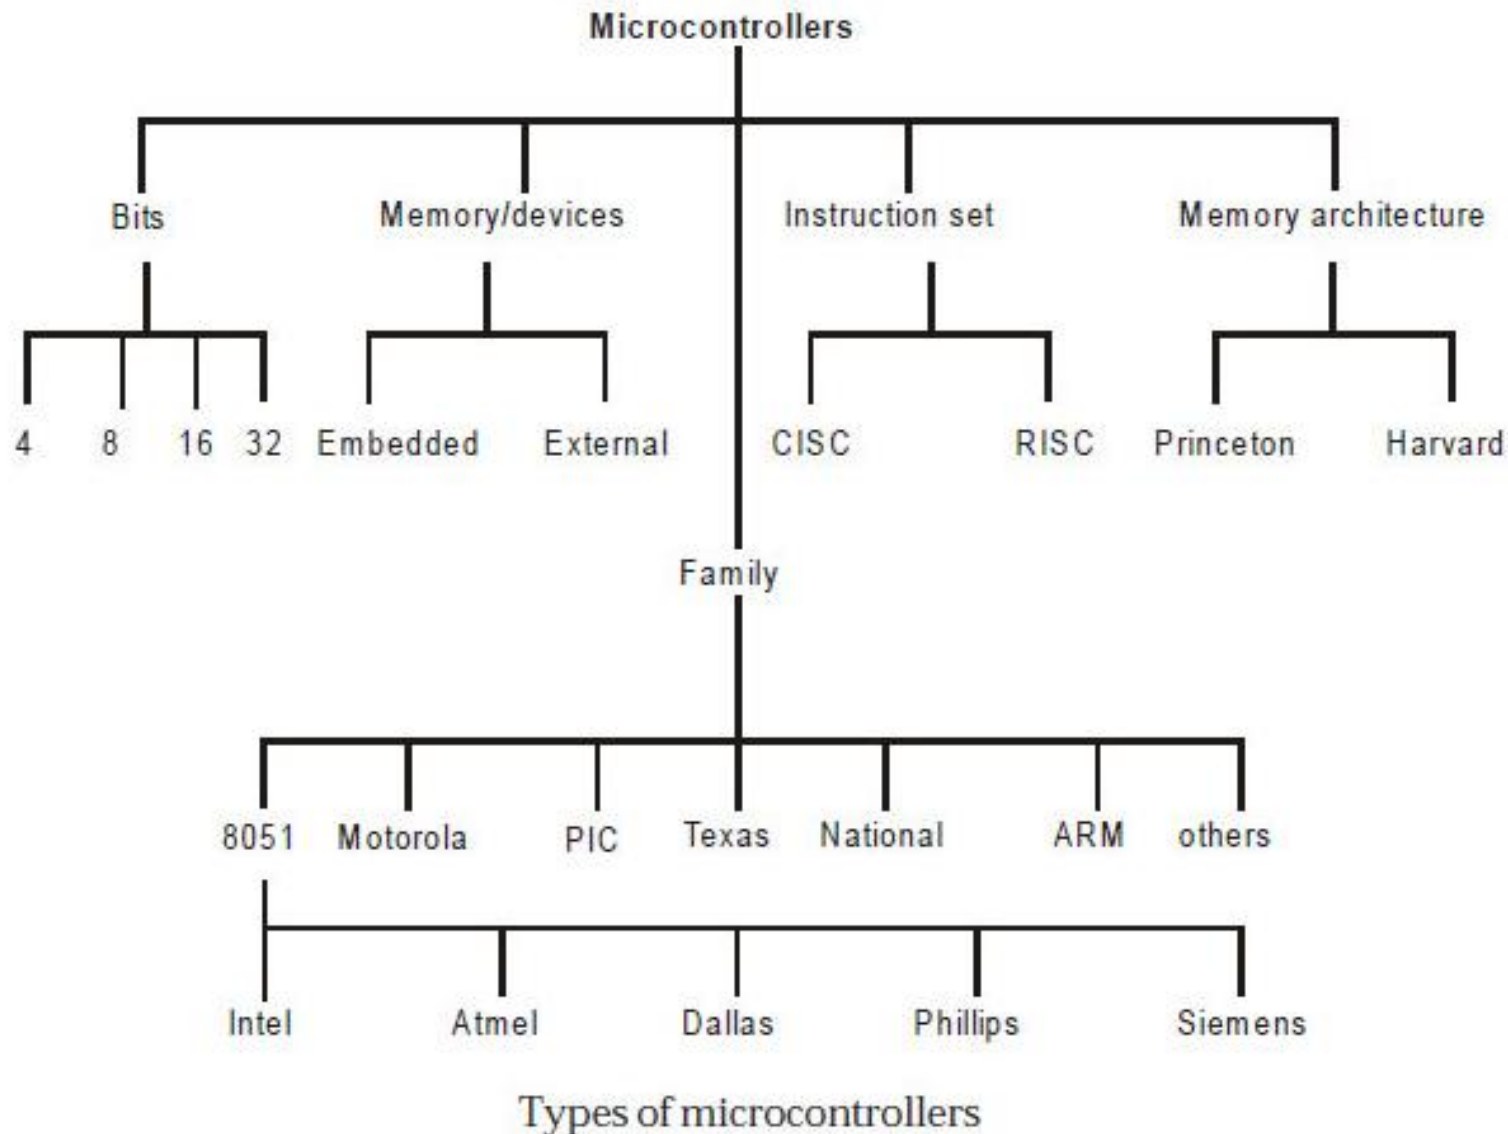 Microcontrollers
Bits Memory/devices Instruction set Memory architecture
4 8 16 32 Embedded External CISC RISC Princeton Harvard
Family
8051 Motorola PIC Texas National ARM others
Intel Atmel Dallas Phillips Siemens
Types of microcontrollers